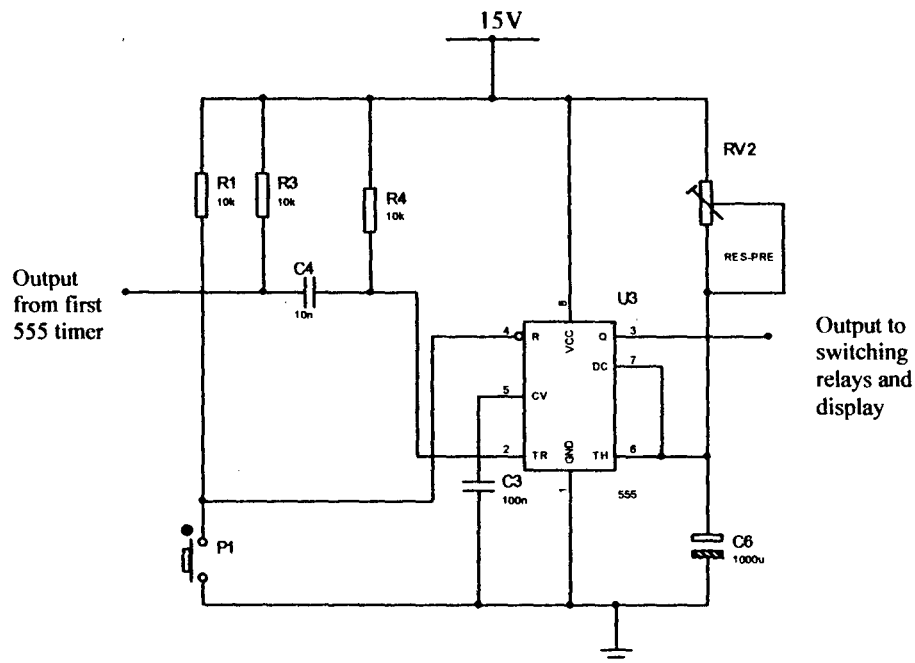 15V
RV2
R1
10k
R3
10k
R4
10k
RES-PRE
Output
from first
555 timer
C4
10n
U3
Output to
switching
relays and
display
4
R
8
VCC
Q
3
DC
7
5
CV
2
TR
GND
1
TH
6
555
C3
100n
P1
C6
1000u